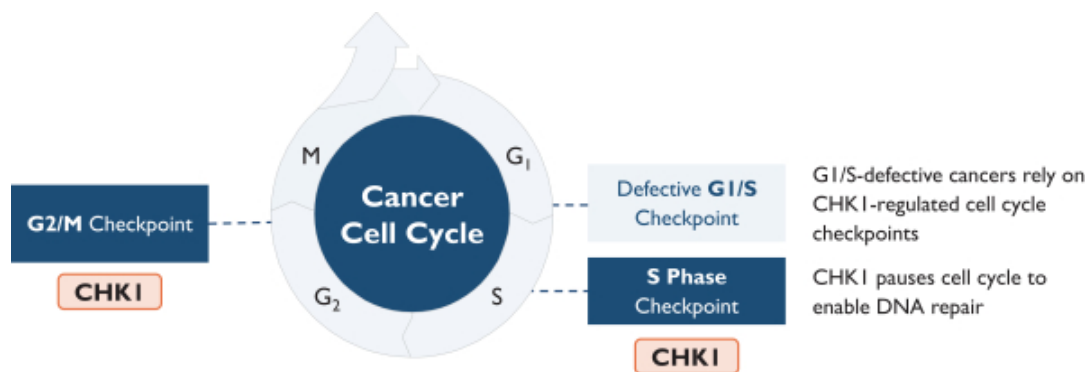 M
G₁
Cancer
Cell Cycle
G₂
S
G2/M Checkpoint
CHK1
Defective G1/S
Checkpoint
G1/S-defective cancers rely on
CHK1-regulated cell cycle
checkpoints
S Phase
Checkpoint
CHK1 pauses cell cycle to
enable DNA repair
CHK1